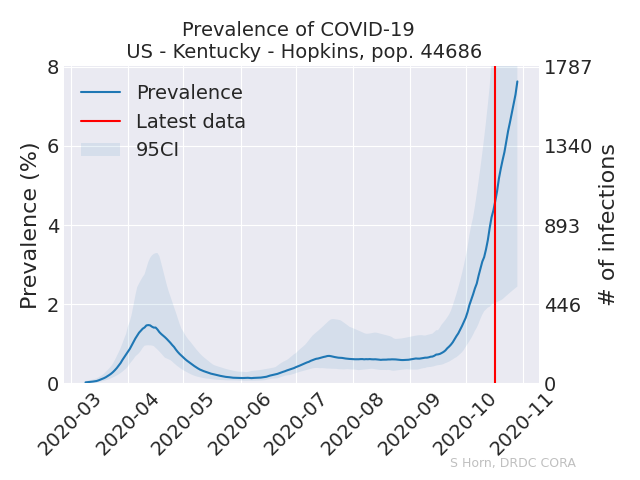 Prevalence of COVID-19
US - Kentucky - Hopkins, pop. 44686
Prevalence (%)
8
6
4
2
0
Prevalence
Latest data
95CI
1787
1340
893
446
0
# of infections
2020-03
2020-04
2020-05
2020-06
2020-07
2020-08
2020-09
2020-10
2020-11
S Horn, DRDC CORA